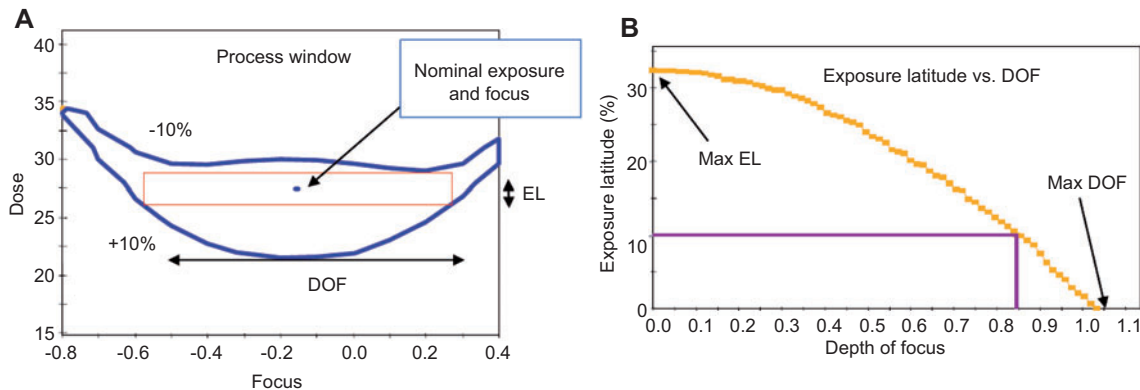 A
Process window
Nominal exposure
and focus
-10%
+10%
EL
DOF
Dose
40
35
30
25
20
15
-0.8 -0.6 -0.4 -0.2 0.0 0.2 0.4
Focus
B
Exposure latitude vs. DOF
Max EL
Max DOF
Exposure latitude (%)
30
20
10
0
0.0 0.1 0.2 0.3 0.4 0.5 0.6 0.7 0.8 0.9 1.0 1.1
Depth of focus